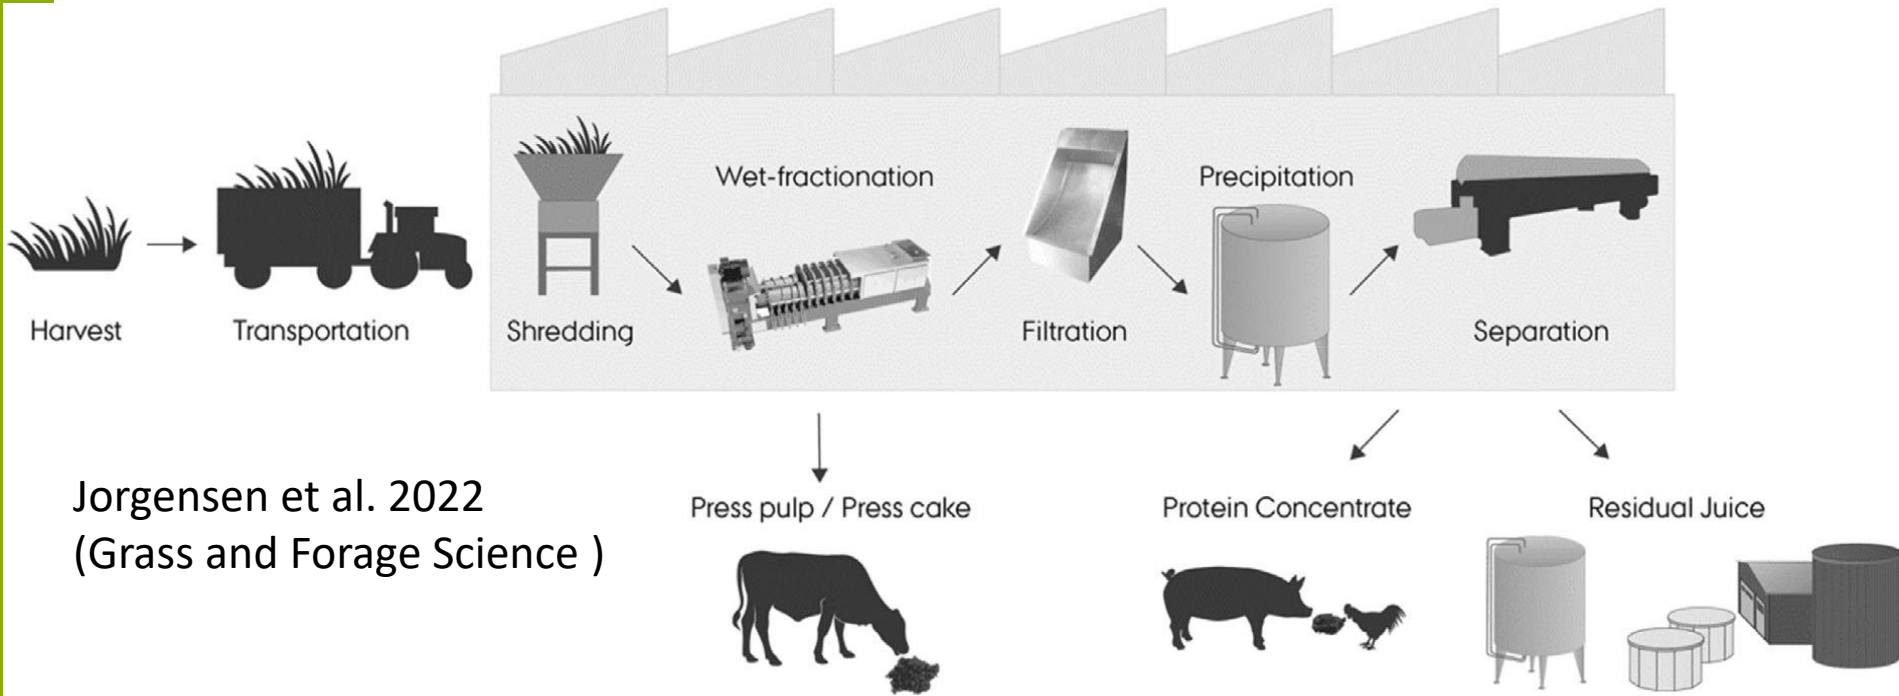 Wet-fractionation
Precipitation
Harvest
Transportation
Shredding
Filtration
Separation
Jorgensen et al. 2022
(Grass and Forage Science )
Press pulp / Press cake
Protein Concentrate
Residual Juice